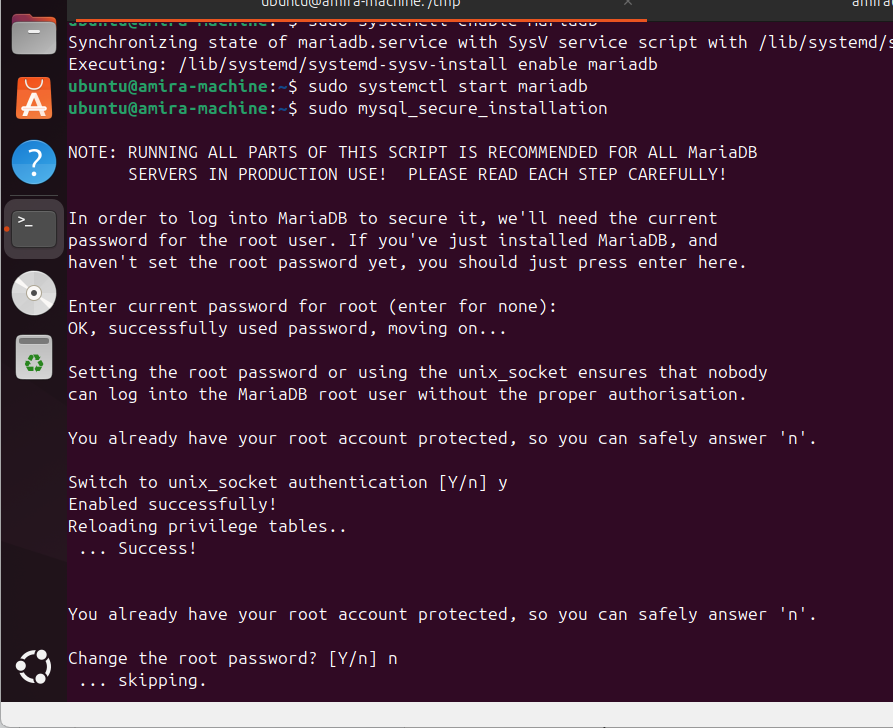 ubuntu@amira-machine: /tmp
ubuntu@amira-machine:~$ sudo systemctl enable mariadb
Synchronizing state of mariadb.service with SysV service script with /lib/systemd/s
Executing: /lib/systemd/systemd-sysv-install enable mariadb
ubuntu@amira-machine:~$ sudo systemctl start mariadb
ubuntu@amira-machine:~$ sudo mysql_secure_installation
NOTE: RUNNING ALL PARTS OF THIS SCRIPT IS RECOMMENDED FOR ALL MariaDB
SERVERS IN PRODUCTION USE!  PLEASE READ EACH STEP CAREFULLY!
In order to log into MariaDB to secure it, we'll need the current
password for the root user. If you've just installed MariaDB, and
haven't set the root password yet, you should just press enter here.
Enter current password for root (enter for none):
OK, successfully used password, moving on...
Setting the root password or using the unix_socket ensures that nobody
can log into the MariaDB root user without the proper authorisation.
You already have your root account protected, so you can safely answer 'n'.
Switch to unix_socket authentication [Y/n] y
Enabled successfully!
Reloading privilege tables..
... Success!
You already have your root account protected, so you can safely answer 'n'.
Change the root password? [Y/n] n
... skipping.